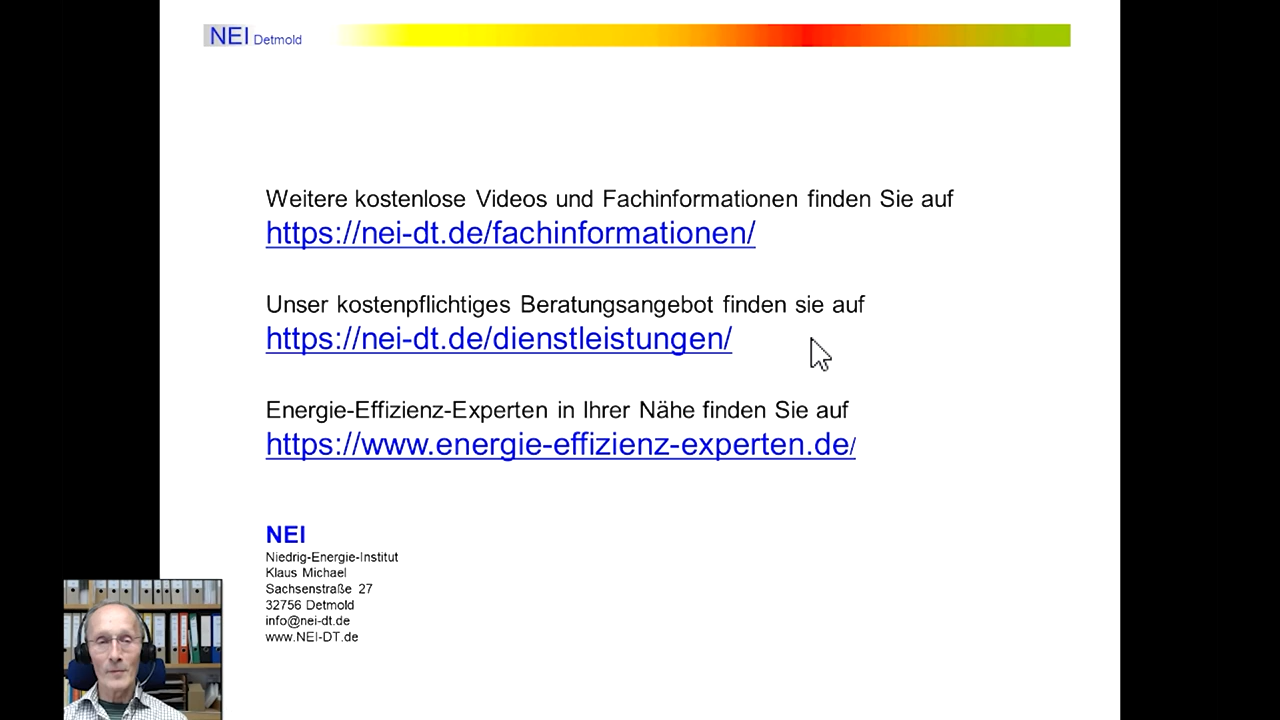 NEI Detmold
Weitere kostenlose Videos und Fachinformationen finden Sie auf
https://nei-dt.de/fachinformationen/
Unser kostenpflichtiges Beratungsangebot finden sie auf
https://nei-dt.de/dienstleistungen/
Energie-Effizienz-Experten in Ihrer Nähe finden Sie auf
https://www.energie-effizienz-experten.de/
NEI
Niedrig-Energie-Institut
Klaus Michael
Sachsenstraße 27
32756 Detmold
info@nei-dt.de
www.NEI-DT.de